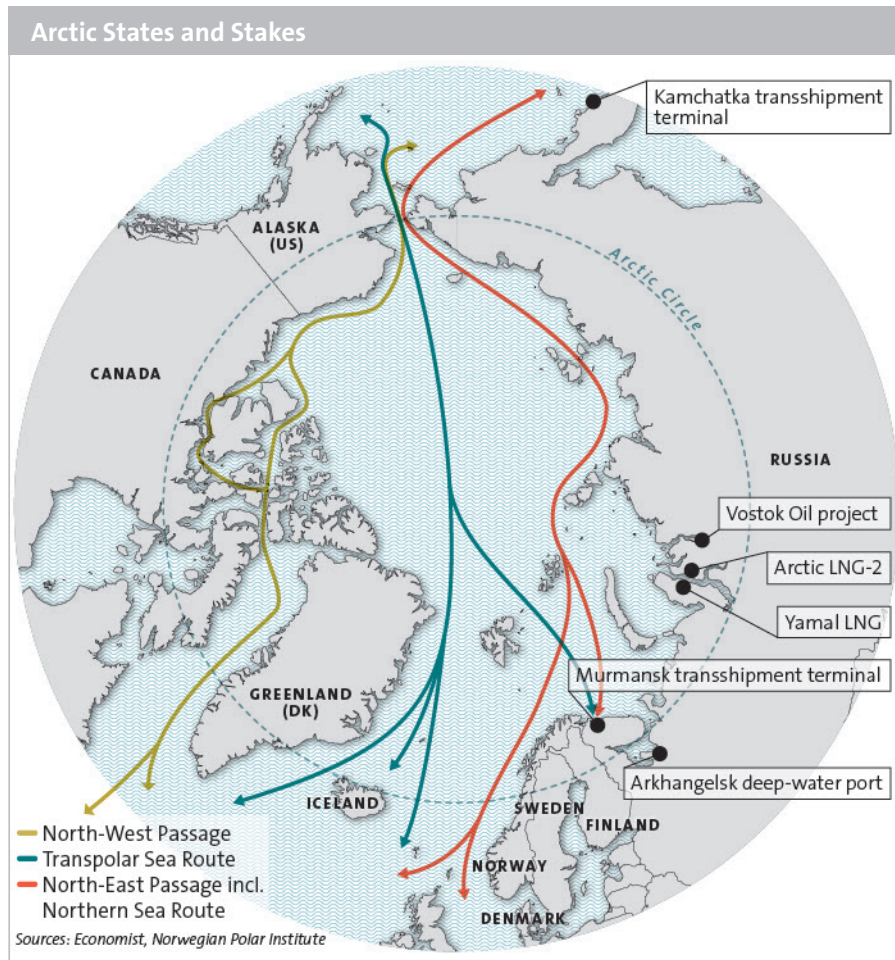 Arctic States and Stakes
Kamchatka transshipment
terminal
ALASKA
(US)
Arctic Circle
CANADA
RUSSIA
Vostok Oil project
Arctic LNG-2
Yamal LNG
Murmansk transshipment terminal
GREENLAND
(DK)
Arkhangelsk deep-water port
ICELAND
SWEDEN
FINLAND
NORWAY
DENMARK
North-West Passage
Transpolar Sea Route
North-East Passage incl.
Northern Sea Route
Sources: Economist, Norwegian Polar Institute